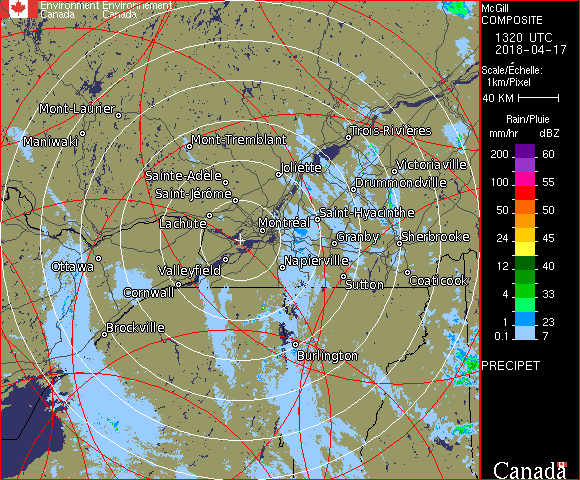 Environment Environnement
Canada Canada
McGill
COMPOSITE
1320 UTC
2018-04-17
Scale/Échelle:
1km/Pixel
40 KM
Rain/Pluie
mm/hr dBZ
200 60
100 55
50 50
24 45
12 40
4 33
1 23
0.1 7
PRECIPET
Canada
Mont-Laurier
Maniwaki
Mont-Tremblant
Trois-Rivières
Sainte-Adèle
Joliette
Victoriaville
Saint-Jérôme
Drummondville
Lachute
Montréal
Saint-Hyacinthe
Granby
Sherbrooke
Ottawa
Valleyfield
Napierville
Cornwall
Sutton
Coaticook
Brockville
Burlington